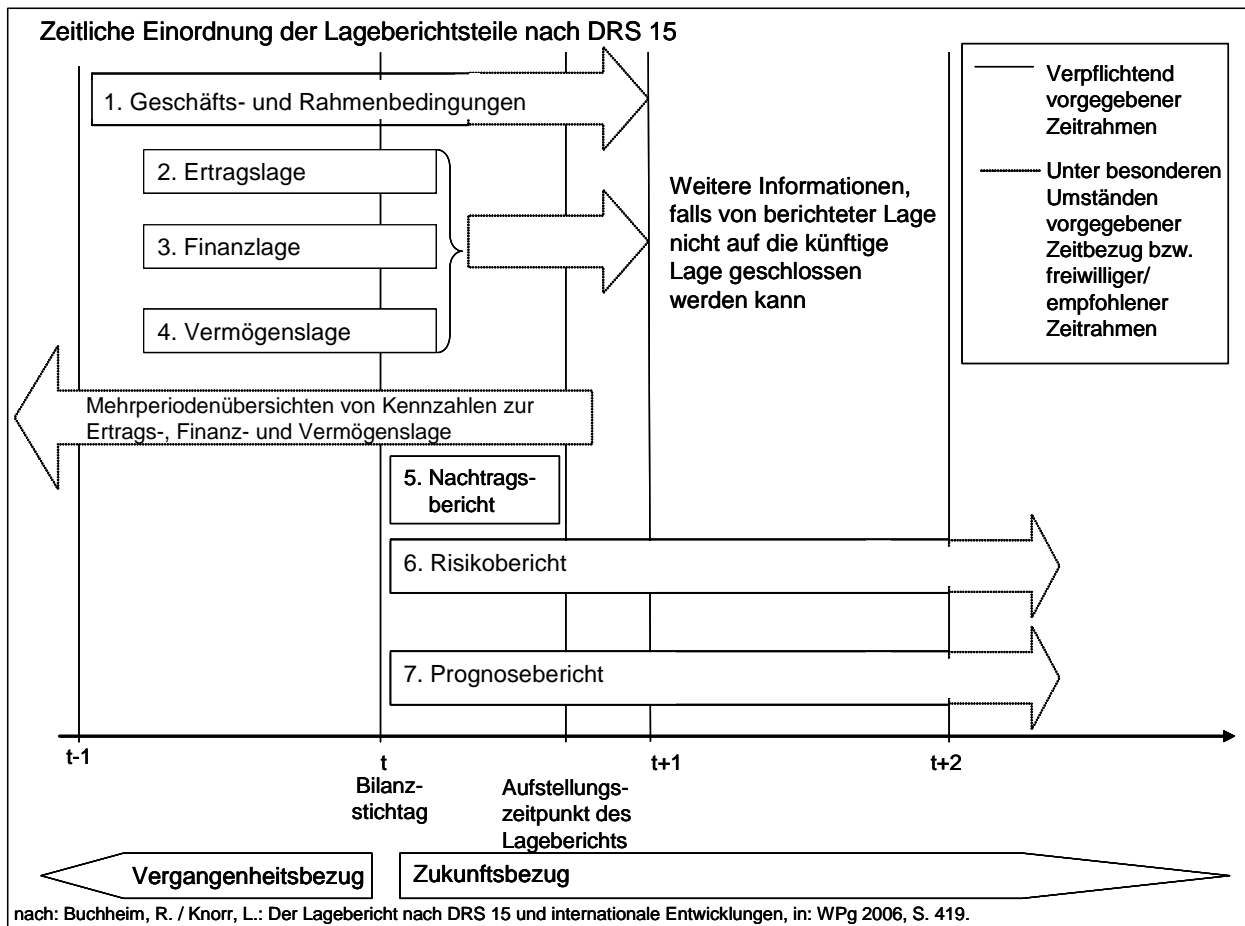 Zeitliche Einordnung der Lageberichtsteile nach DRS 15
1. Geschäfts- und Rahmenbedingungen
2. Ertragslage
3. Finanzlage
4. Vermögenslage
Weitere Informationen,
falls von berichteter Lage
nicht auf die künftige
Lage geschlossen
werden kann
Verpflichtend
vorgegebener
Zeitrahmen
Unter besonderen
Umständen
vorgegebener
Zeitbezug bzw.
freiwilliger/
empfohlener
Zeitrahmen
Mehrperiodenübersichten von Kennzahlen zur
Ertrags-, Finanz- und Vermögenslage
5. Nachtrags-
bericht
6. Risikobericht
7. Prognosebericht
t-1
t
Bilanz-
stichtag
Aufstellungs-
zeitpunkt des
Lageberichts
t+1
t+2
Vergangenheitsbezug
Zukunftsbezug
nach: Buchheim, R. / Knorr, L.: Der Lagebericht nach DRS 15 und internationale Entwicklungen, in: WPg 2006, S. 419.